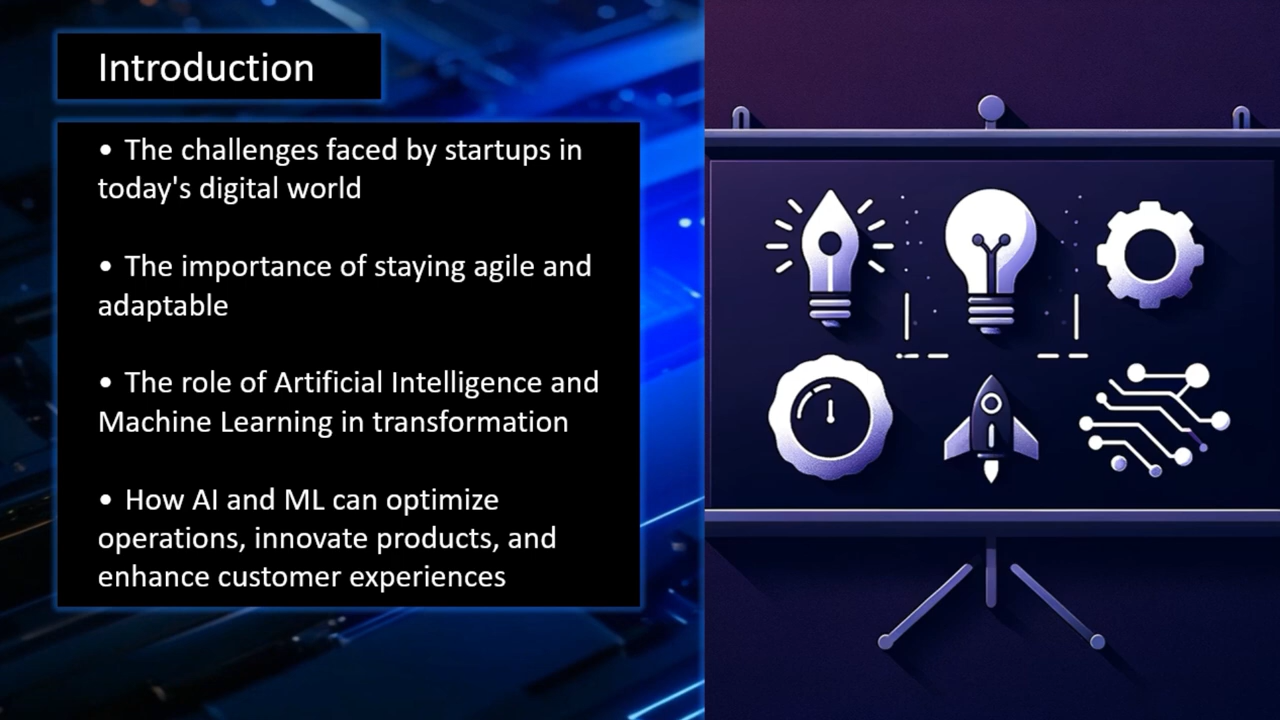 Introduction
• The challenges faced by startups in
today's digital world
• The importance of staying agile and
adaptable
• The role of Artificial Intelligence and
Machine Learning in transformation
• How AI and ML can optimize
operations, innovate products, and
enhance customer experiences